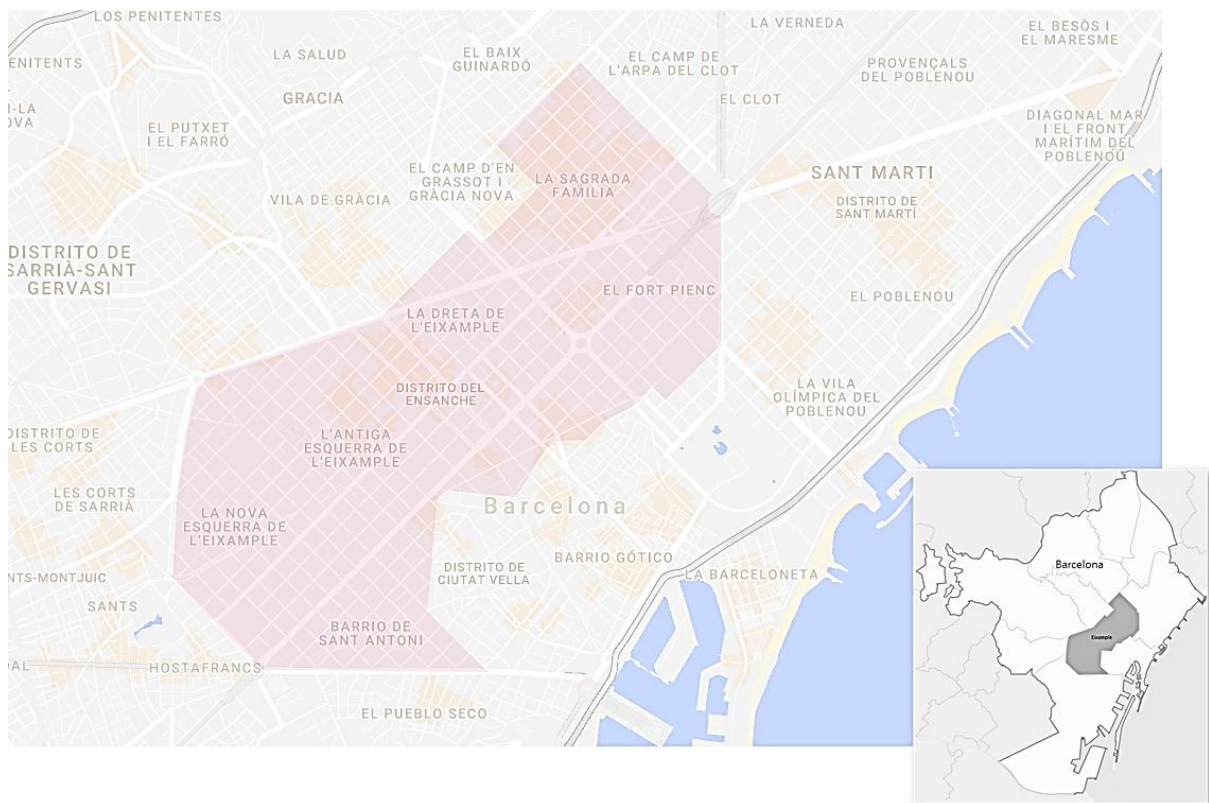 LOS PENITENTES
ENITENTS
LA SALUD
EL BAIX
GUINARDÓ
EL CAMP DE
L'ARPA DEL CLOT
LA VERNEDA
EL BESÒS I
EL MARESME
PROVENÇALS
DEL POBLENOU
GRACIA
EL CLOT
I-LA
OVA
EL PUTXET
I EL FARRÓ
DIAGONAL MAR
I EL FRONT
MARÍTIM DEL
POBLENOU
EL CAMP D'EN
GRASSOT I
GRÀCIA NOVA
LA SAGRADA
FAMILIA
SANT MARTI
VILA DE GRÀCIA
DISTRITO DE
SANT MARTÍ
DISTRITO DE
SARRIÀ-SANT
GERVASI
EL FORT PIENC
EL POBLENOU
LA DRETA DE
L'EIXAMPLE
DISTRITO DEL
ENSANCHE
LA VILA
OLÍMPICA DEL
POBLENOU
DISTRITO DE
LES CORTS
L'ANTIGA
ESQUERRA DE
L'EIXAMPLE
LES CORTS
DE SARRIÀ
LA NOVA
ESQUERRA DE
L'EIXAMPLE
Barcelona
BARRIO GÓTICO
DISTRITO DE
CIUTAT VELLA
LA BARCELONETA
NTS-MONTJUIC
SANTS
BARRIO DE
SANT ANTONI
DAL
HOSTAFRANCS
EL PUEBLO SECO
Barcelona
Eixample